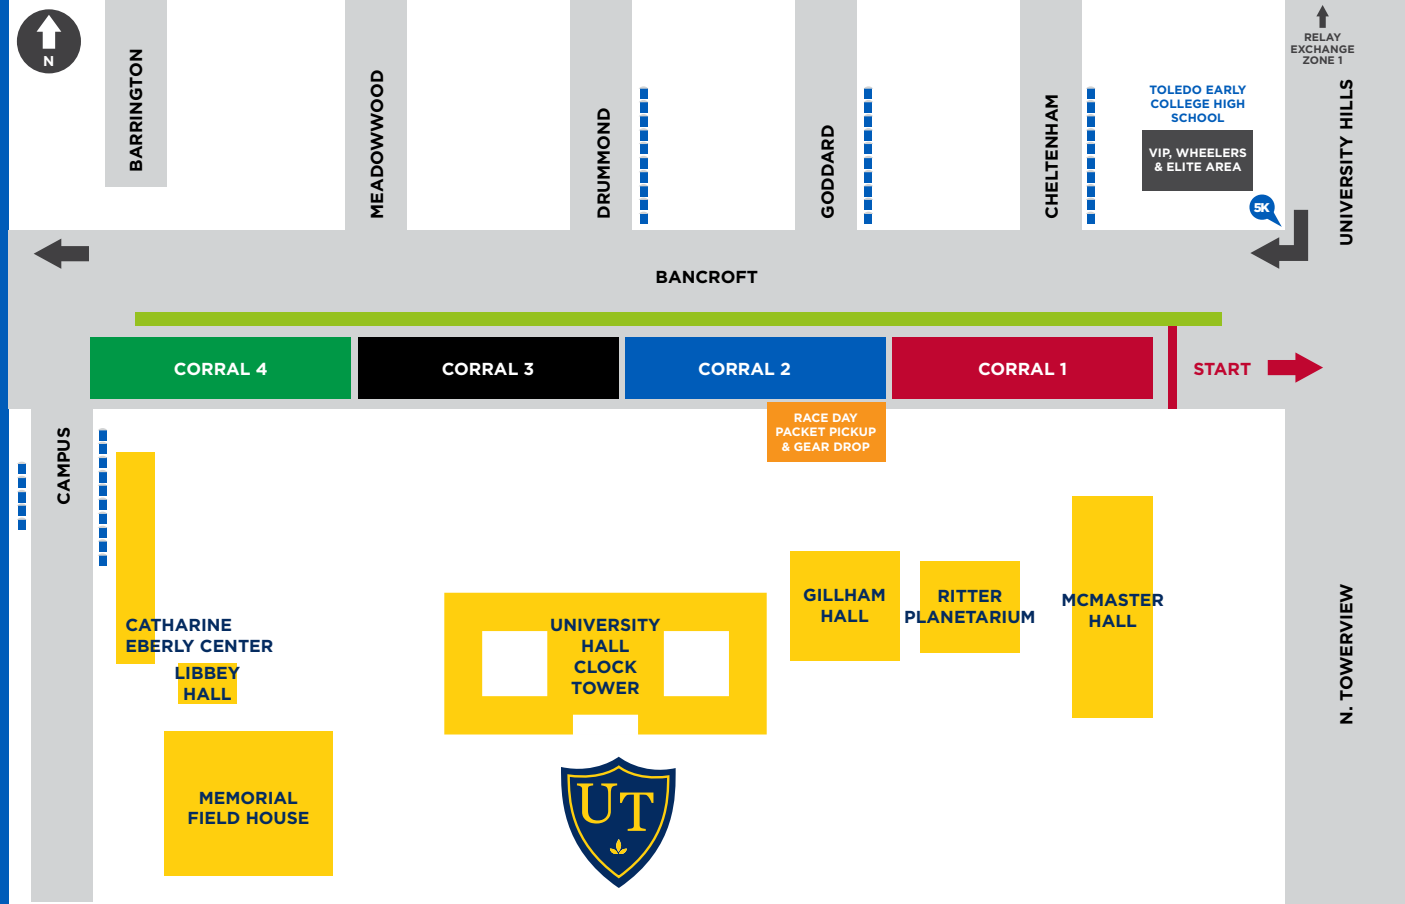 N
BARRINGTON
MEADOWWOOD
DRUMMOND
GODDARD
CHELTENHAM
RELAY
EXCHANGE
ZONE 1
UNIVERSITY HILLS
TOLEDO EARLY
COLLEGE HIGH
SCHOOL
VIP, WHEELERS
& ELITE AREA
5K
BANCROFT
CORRAL 4
CORRAL 3
CORRAL 2
CORRAL 1
START
RACE DAY
PACKET PICKUP
& GEAR DROP
CAMPUS
CATHARINE
EBERLY CENTER
LIBBEY
HALL
MEMORIAL
FIELD HOUSE
UNIVERSITY
HALL
CLOCK
TOWER
UT
GILLHAM
HALL
RITTER
PLANETARIUM
MCMASTER
HALL
N. TOWERVIEW